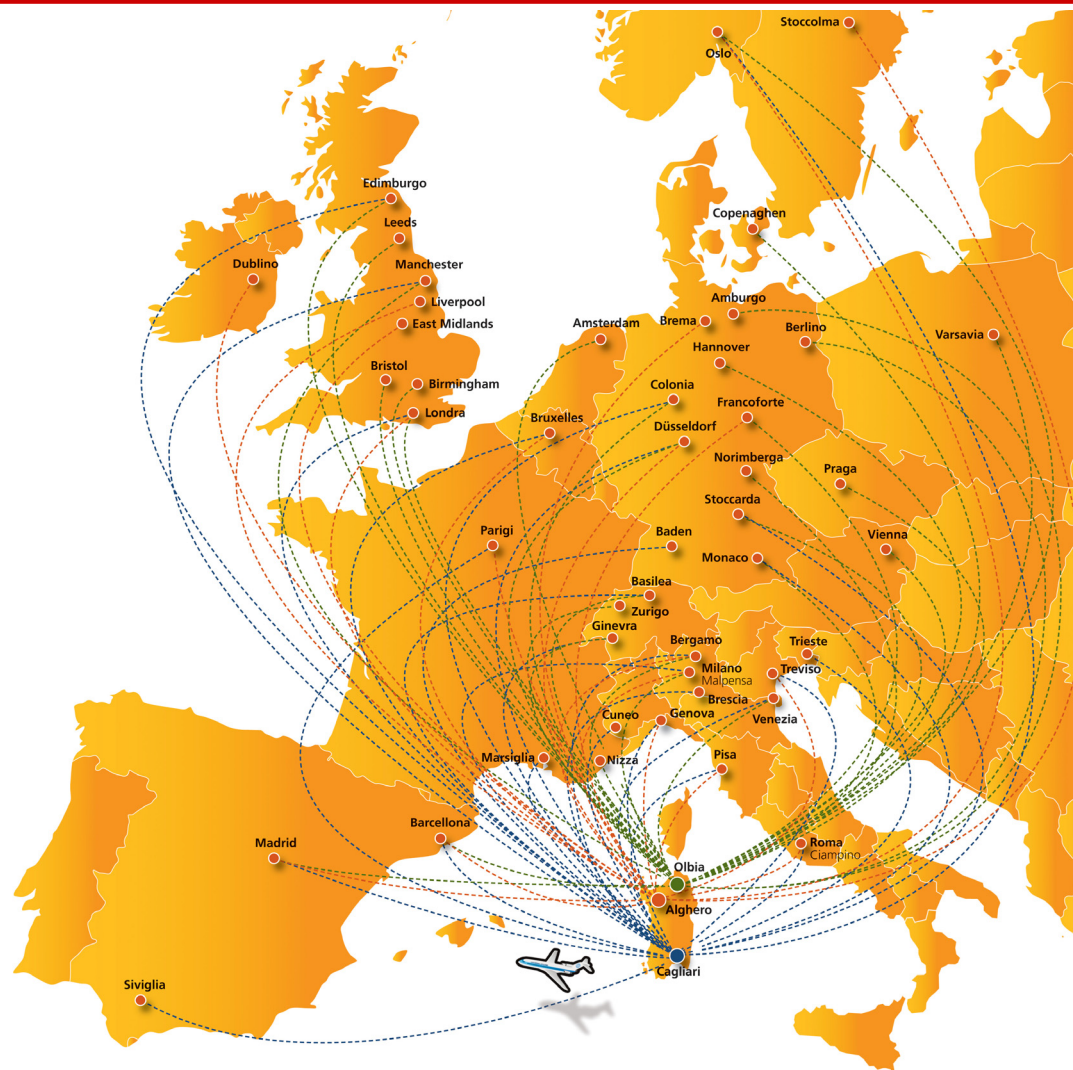 Stoccolma
Oslo
Edimburgo
Copenaghen
Leeds
Dublino
Manchester
Liverpool
Amburgo
East Midlands
Amsterdam
Brema
Berlino
Varsavia
Hannover
Bristol
Birmingham
Colonia
Francoforte
Londra
Bruxelles
Düsseldorf
Norimberga
Praga
Stoccarda
Parigi
Baden
Vienna
Monaco
Basilea
Zurigo
Ginevra
Bergamo
Trieste
Milano
Malpensa
Treviso
Brescia
Cuneo
Genova
Venezia
Marsiglia
Nizza
Pisa
Barcellona
Madrid
Roma
Ciampino
Olbia
Alghero
Cagliari
Siviglia